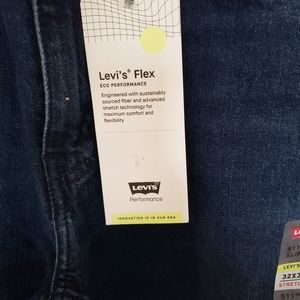 Levi's® Flex
ECO PERFORMANCE
Engineered with sustainably
sourced fiber and advanced
stretch technology for
maximum comfort and
flexibility
Levi's
Performance
INNOVATION IS IN OUR DNA
LEVI'S
32X3
STRETC